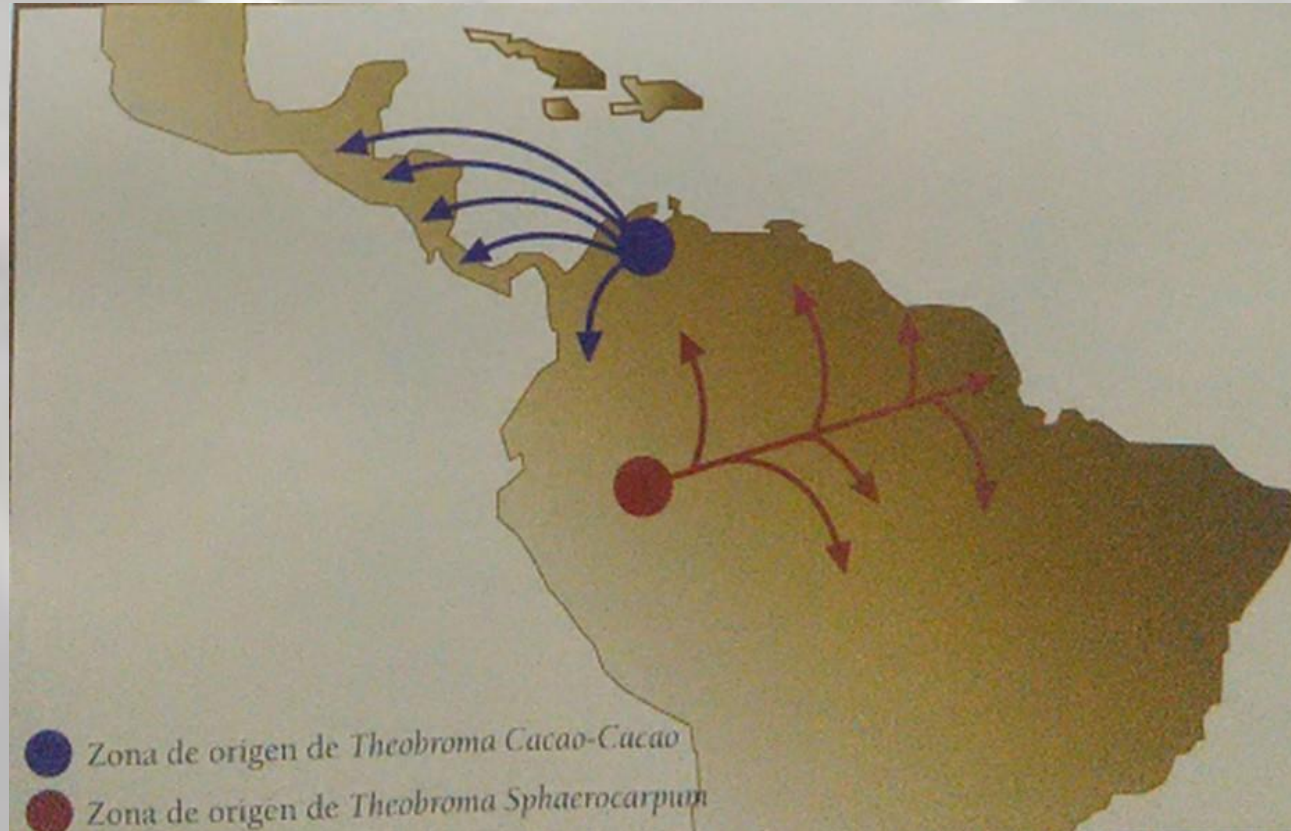 Zona de origen de Theobroma Cacao-Cacao
Zona de origen de Theobroma Sphaerocarpum